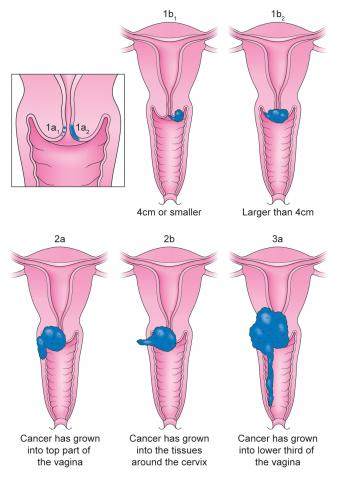 1b1
1b2
1a1
1a2
4cm or smaller
Larger than 4cm
2a
2b
3a
Cancer has grown
into top part of
the vagina
Cancer has grown
into the tissues
around the cervix
Cancer has grown
into lower third of
the vagina